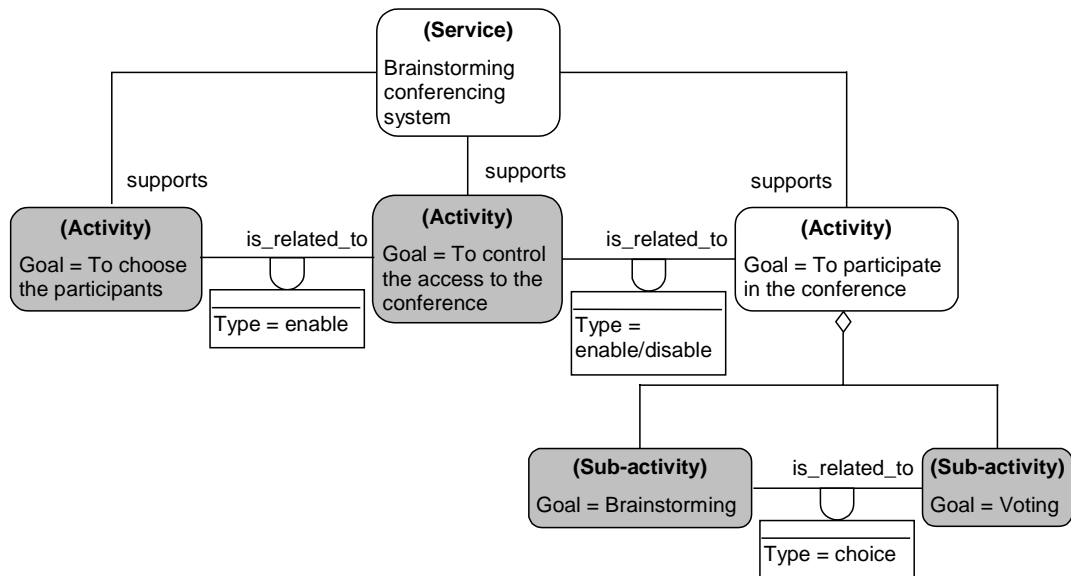 (Service)
Brainstorming
conferencing
system
supports
supports
supports
(Activity)
Goal = To choose
the participants
is_related_to
Type = enable
(Activity)
Goal = To control
the access to the
conference
is_related_to
Type =
enable/disable
(Activity)
Goal = To participate
in the conference
(Sub-activity)
Goal = Brainstorming
is_related_to
Type = choice
(Sub-activity)
Goal = Voting